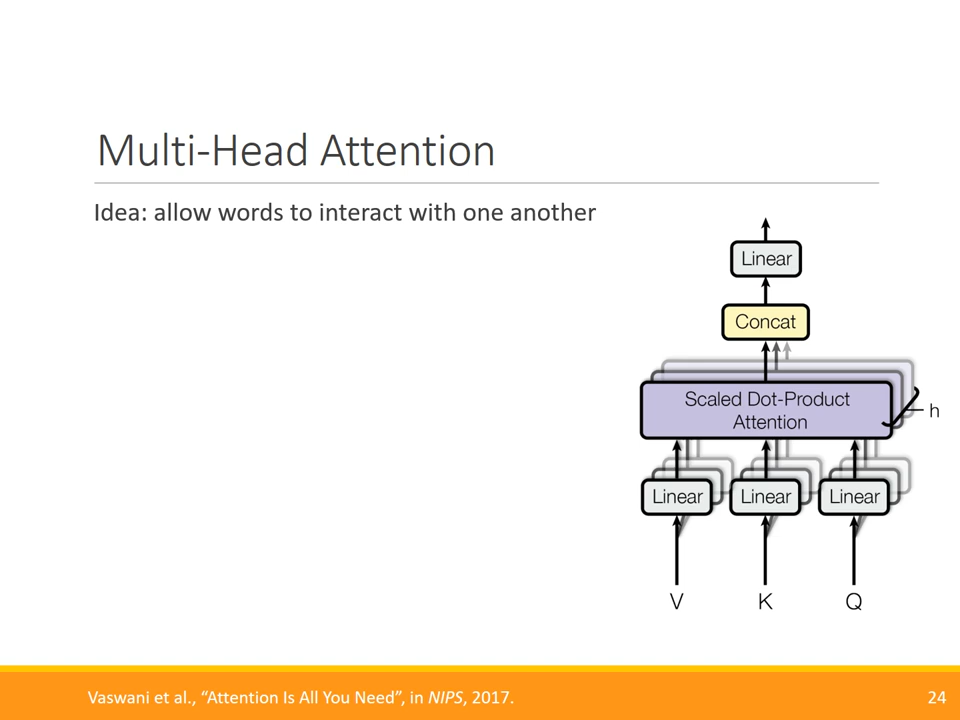 Multi-Head Attention
Idea: allow words to interact with one another
Linear
Concat
Scaled Dot-Product
Attention
h
Linear Linear Linear
V K Q
Vaswani et al., “Attention Is All You Need”, in NIPS, 2017. 24